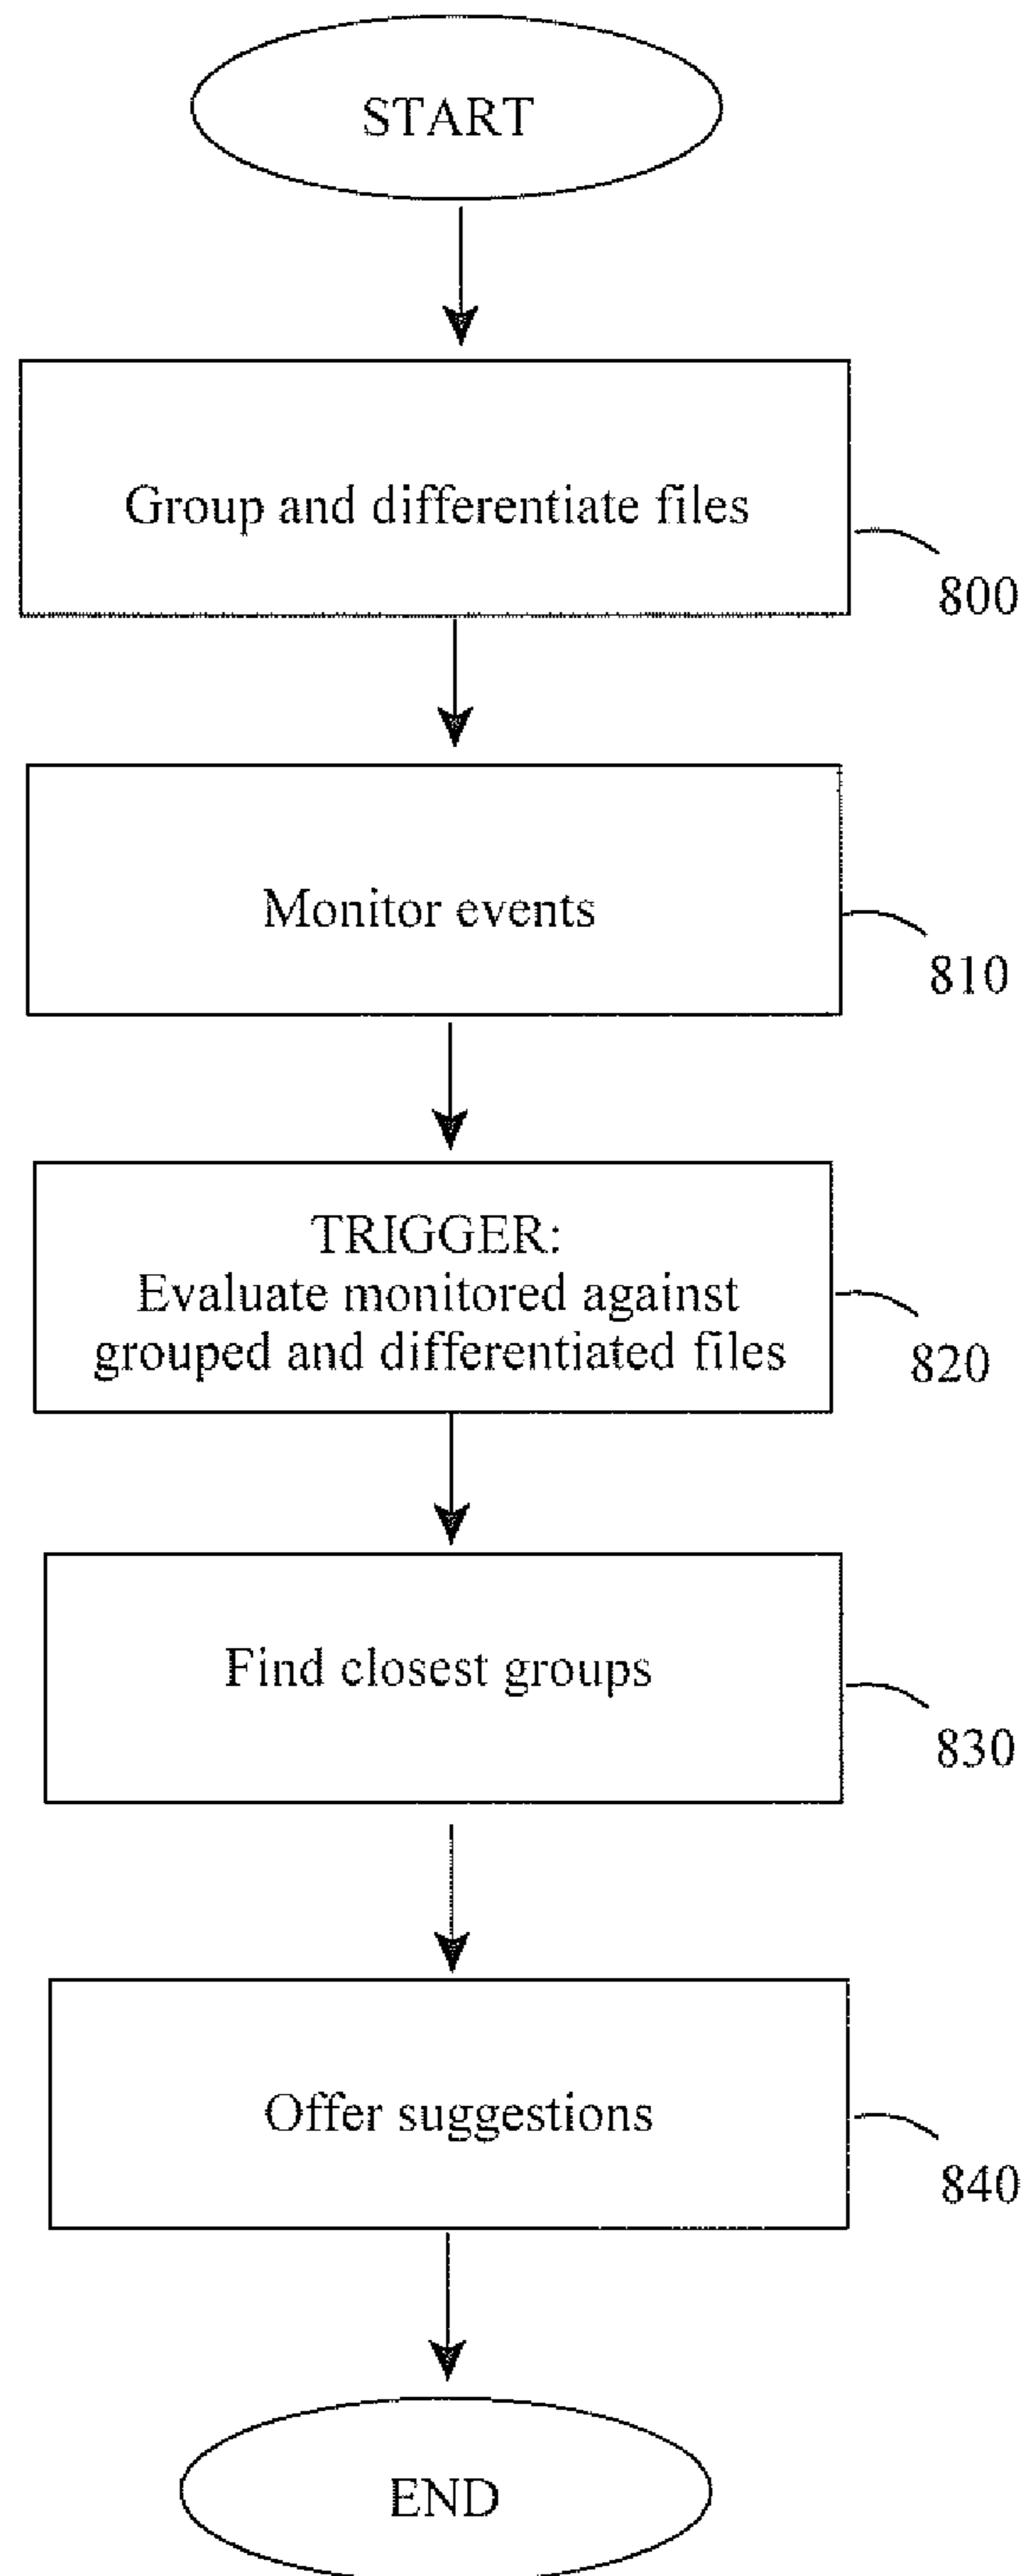 START
Group and differentiate files
800
Monitor events
810
TRIGGER:
Evaluate monitored against
grouped and differentiated files
820
Find closest groups
830
Offer suggestions
840
END